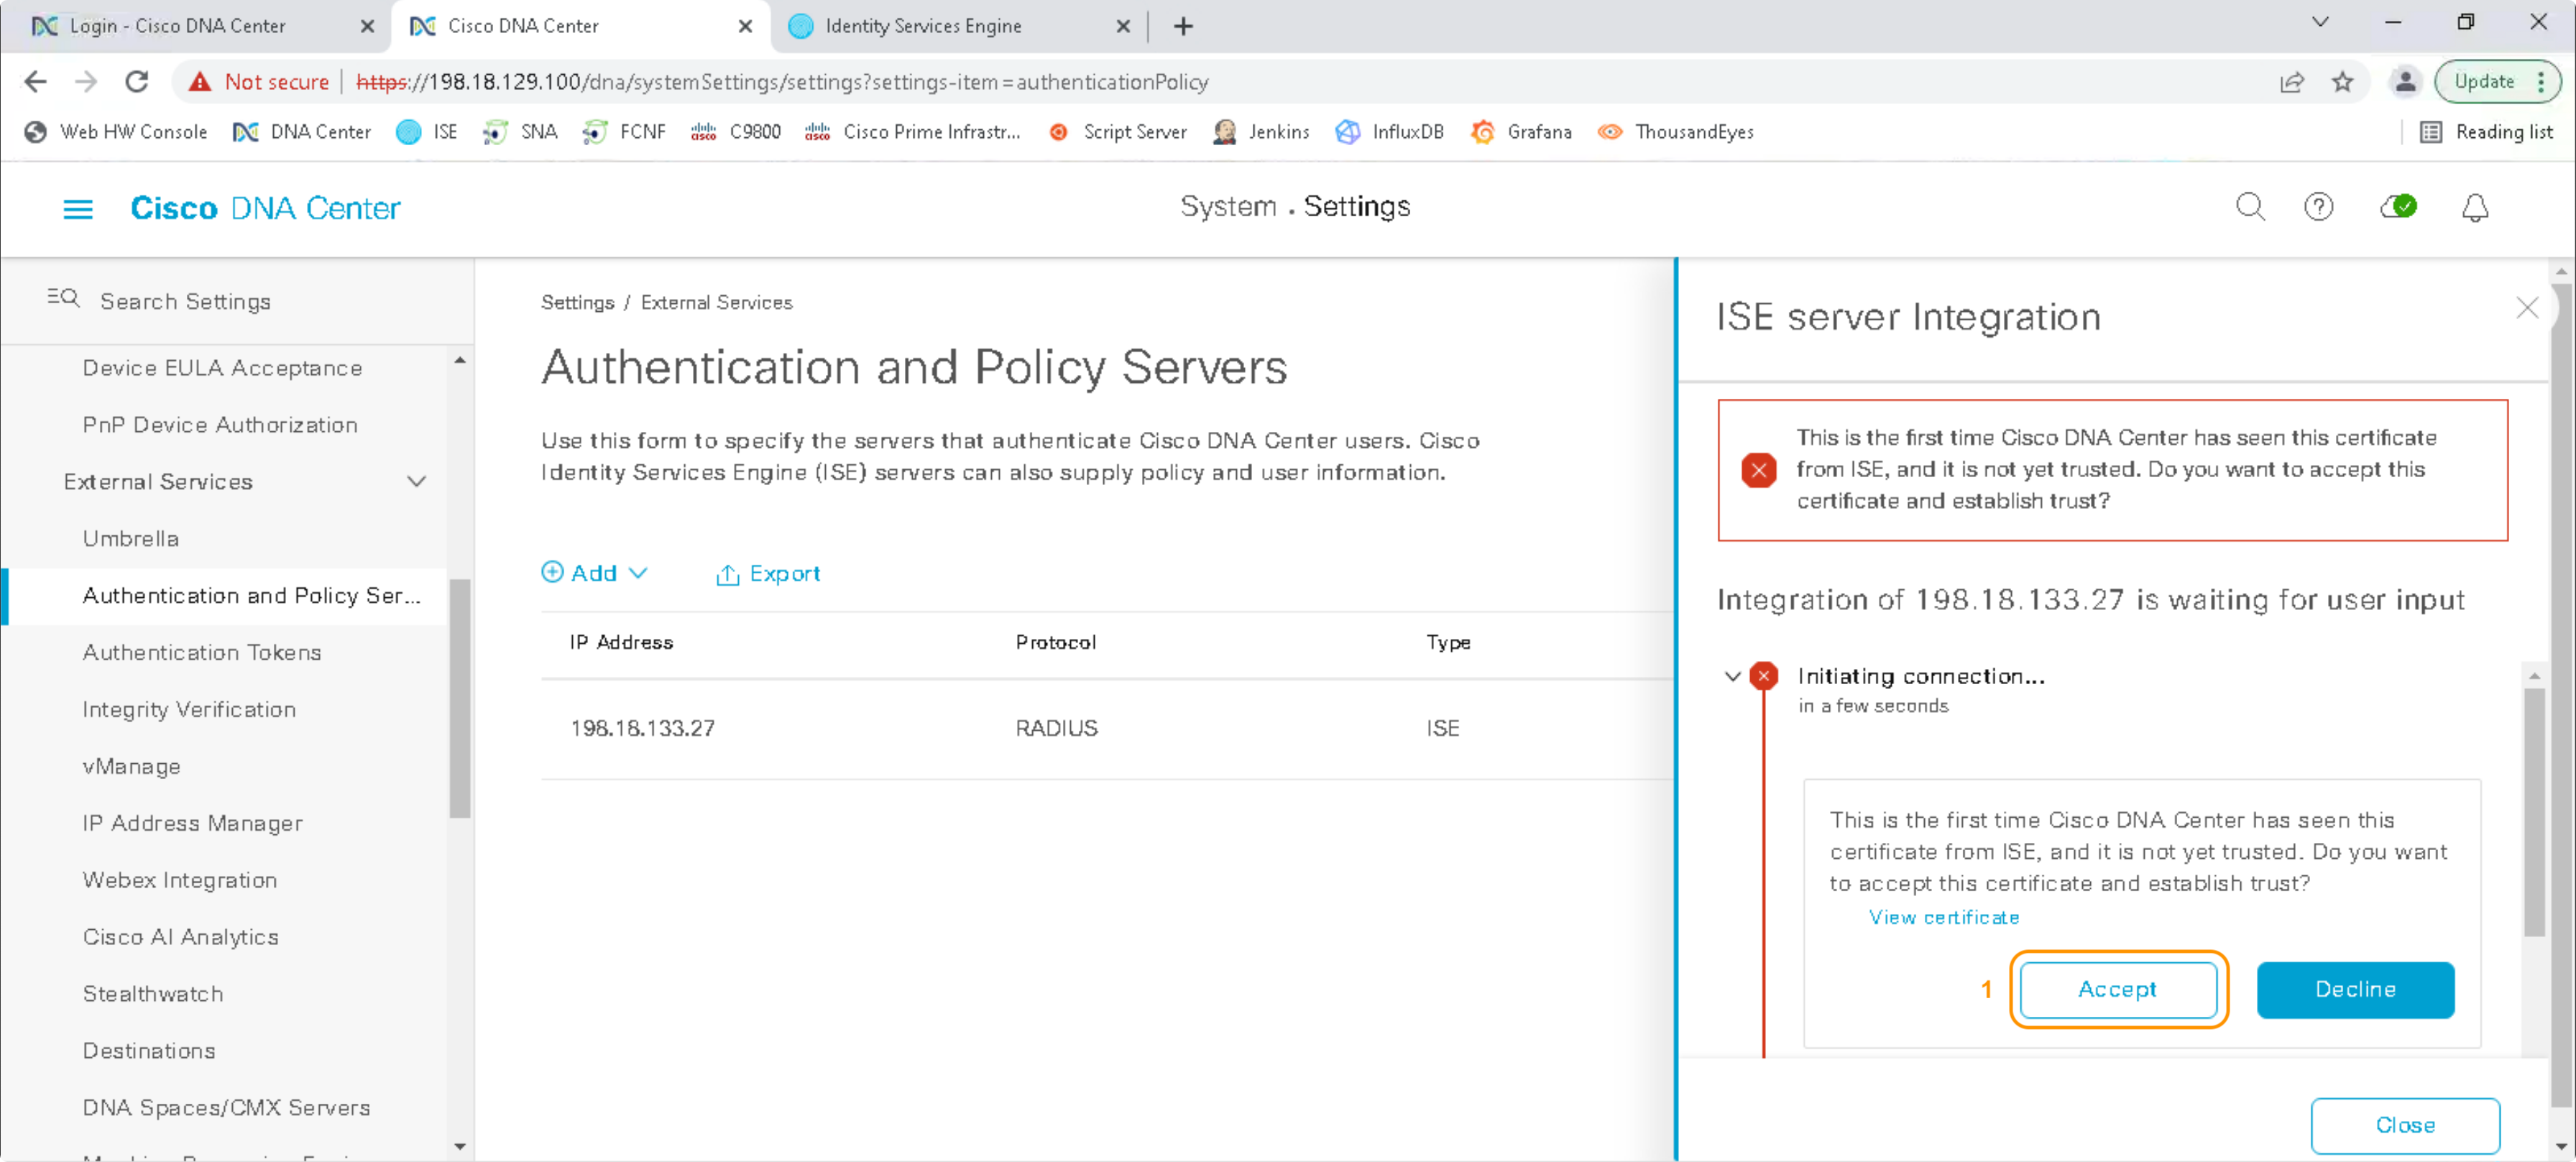 Login - Cisco DNA Center
Cisco DNA Center
Identity Services Engine
Not secure
https://198.18.129.100/dna/systemSettings/settings?settings-item=authenticationPolicy
Update
Web HW Console
DNA Center
ISE
SNA
FCNF
C9800
Cisco Prime Infrastr...
Script Server
Jenkins
InfluxDB
Grafana
ThousandEyes
Reading list
Cisco DNA Center
System . Settings
Search Settings
Device EULA Acceptance
PnP Device Authorization
External Services
Umbrella
Authentication and Policy Ser...
Authentication Tokens
Integrity Verification
vManage
IP Address Manager
Webex Integration
Cisco AI Analytics
Stealthwatch
Destinations
DNA Spaces/CMX Servers
Settings / External Services
Authentication and Policy Servers
Use this form to specify the servers that authenticate Cisco DNA Center users. Cisco
Identity Services Engine (ISE) servers can also supply policy and user information.
Add
Export
IP Address
Protocol
Type
198.18.133.27
RADIUS
ISE
ISE server Integration
This is the first time Cisco DNA Center has seen this certificate
from ISE, and it is not yet trusted. Do you want to accept this
certificate and establish trust?
Integration of 198.18.133.27 is waiting for user input
Initiating connection...
in a few seconds
This is the first time Cisco DNA Center has seen this
certificate from ISE, and it is not yet trusted. Do you want
to accept this certificate and establish trust?
View certificate
1
Accept
Decline
Close